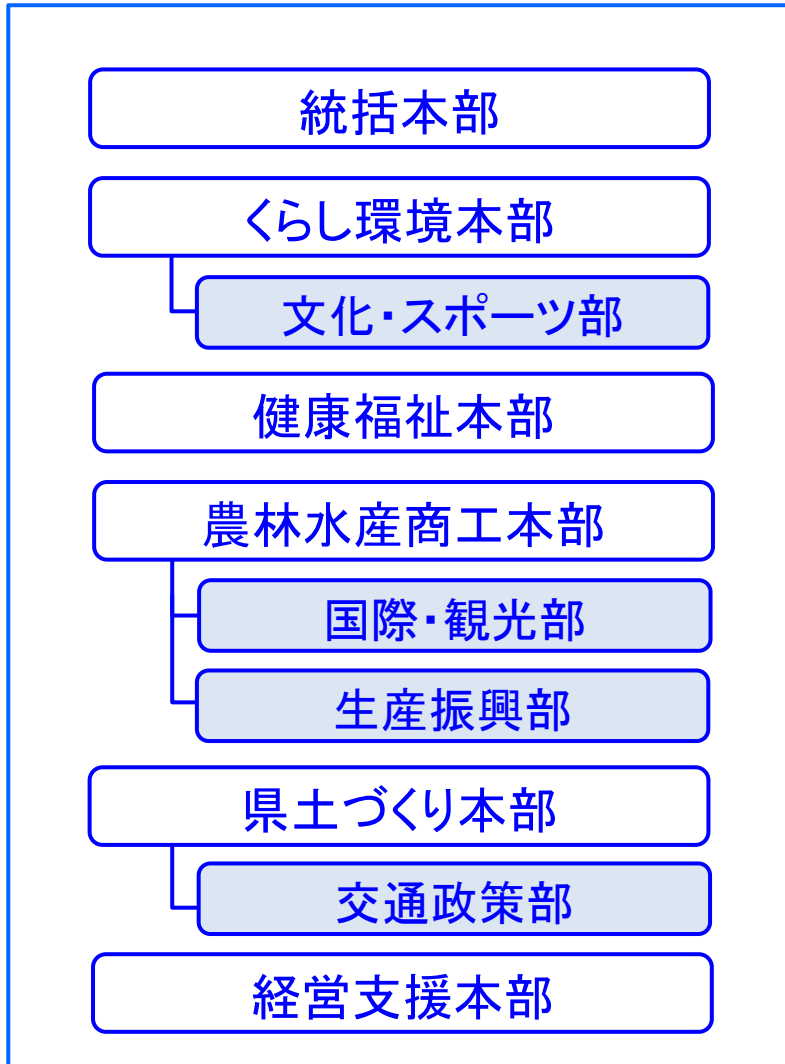 統括本部
くらし環境本部
文化・スポーツ部
健康福祉本部
農林水産商工本部
国際・観光部
生産振興部
県土づくり本部
交通政策部
経営支援本部